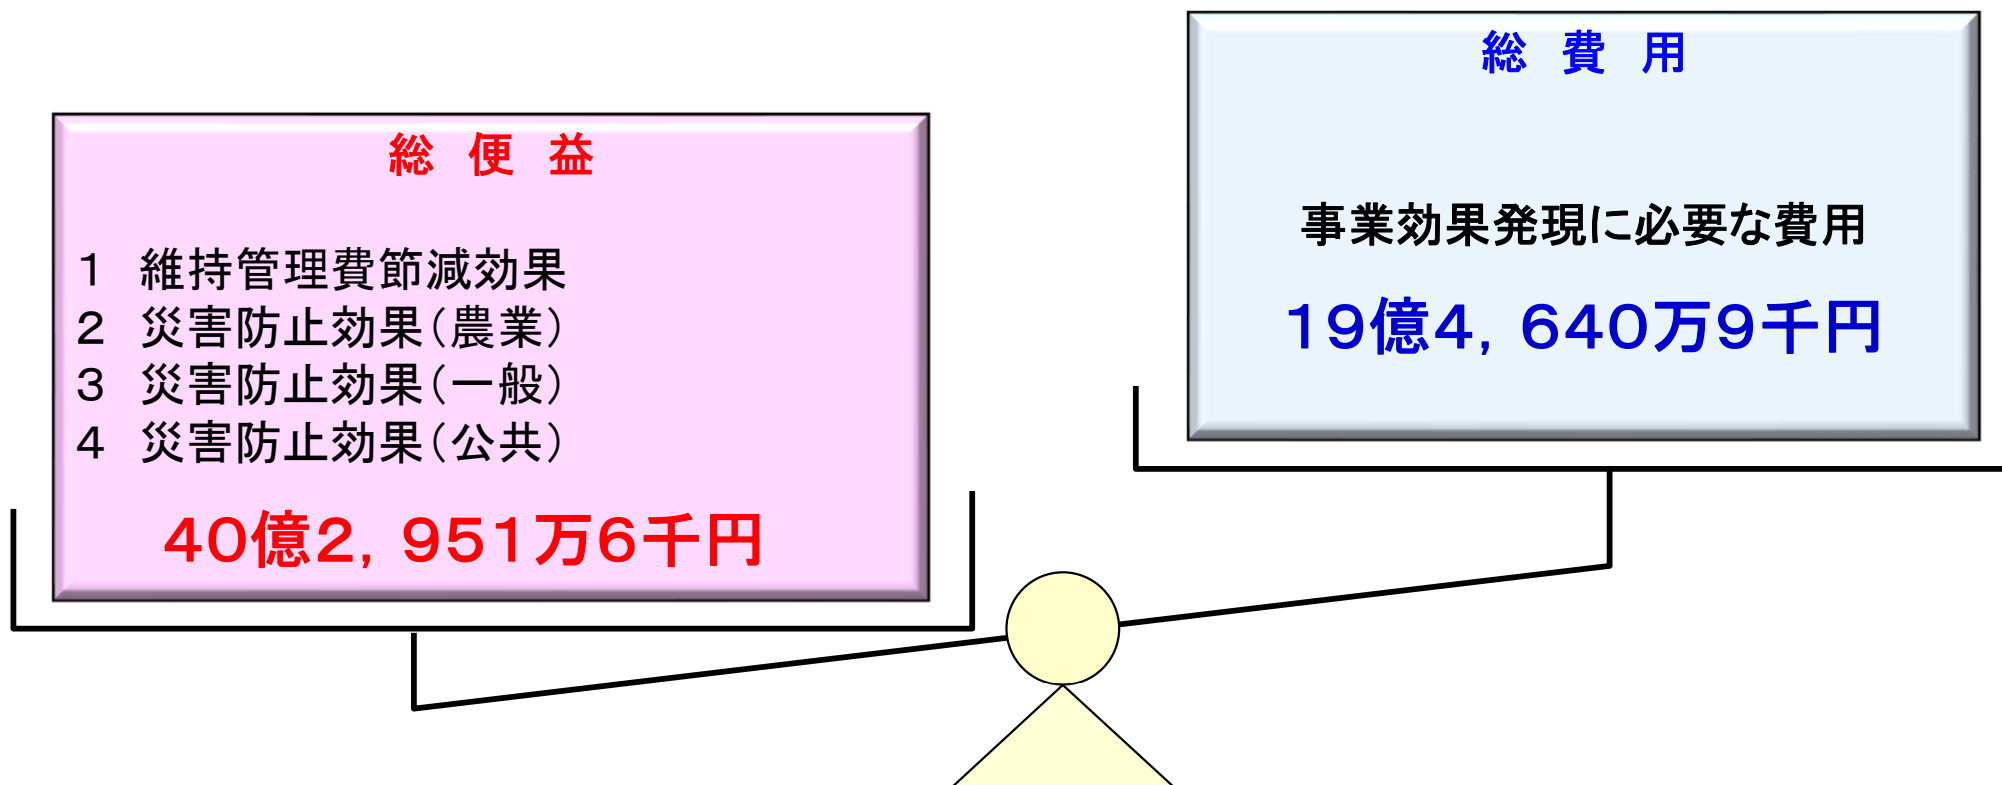 総　便　益
１　維持管理費節減効果
２　災害防止効果（農業）
３　災害防止効果（一般）
４　災害防止効果（公共）
４０億２，９５１万６千円
総　費　用
事業効果発現に必要な費用
１９億４，６４０万９千円